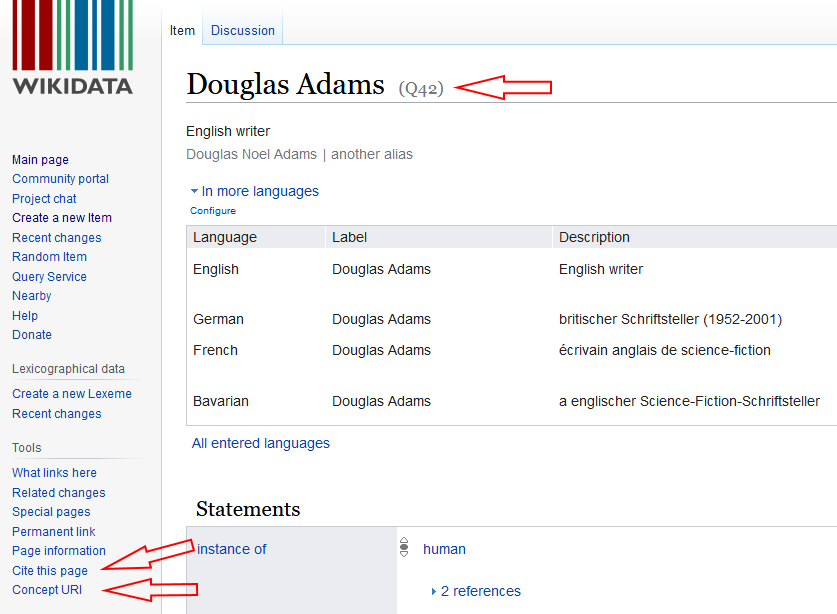 WIKIDATA
Main page
Community portal
Project chat
Create a new Item
Recent changes
Random Item
Query Service
Nearby
Help
Donate
Lexicographical data
Create a new Lexeme
Recent changes
Tools
What links here
Related changes
Special pages
Permanent link
Page information
Cite this page
Concept URI
Item Discussion
Douglas Adams (Q42)
English writer
Douglas Noel Adams | another alias
In more languages
Configure
Language Label Description
English Douglas Adams English writer
German Douglas Adams britischer Schriftsteller (1952-2001)
French Douglas Adams écrivain anglais de science-fiction
Bavarian Douglas Adams a englischer Science-Fiction-Schriftsteller
All entered languages
Statements
instance of human
2 references